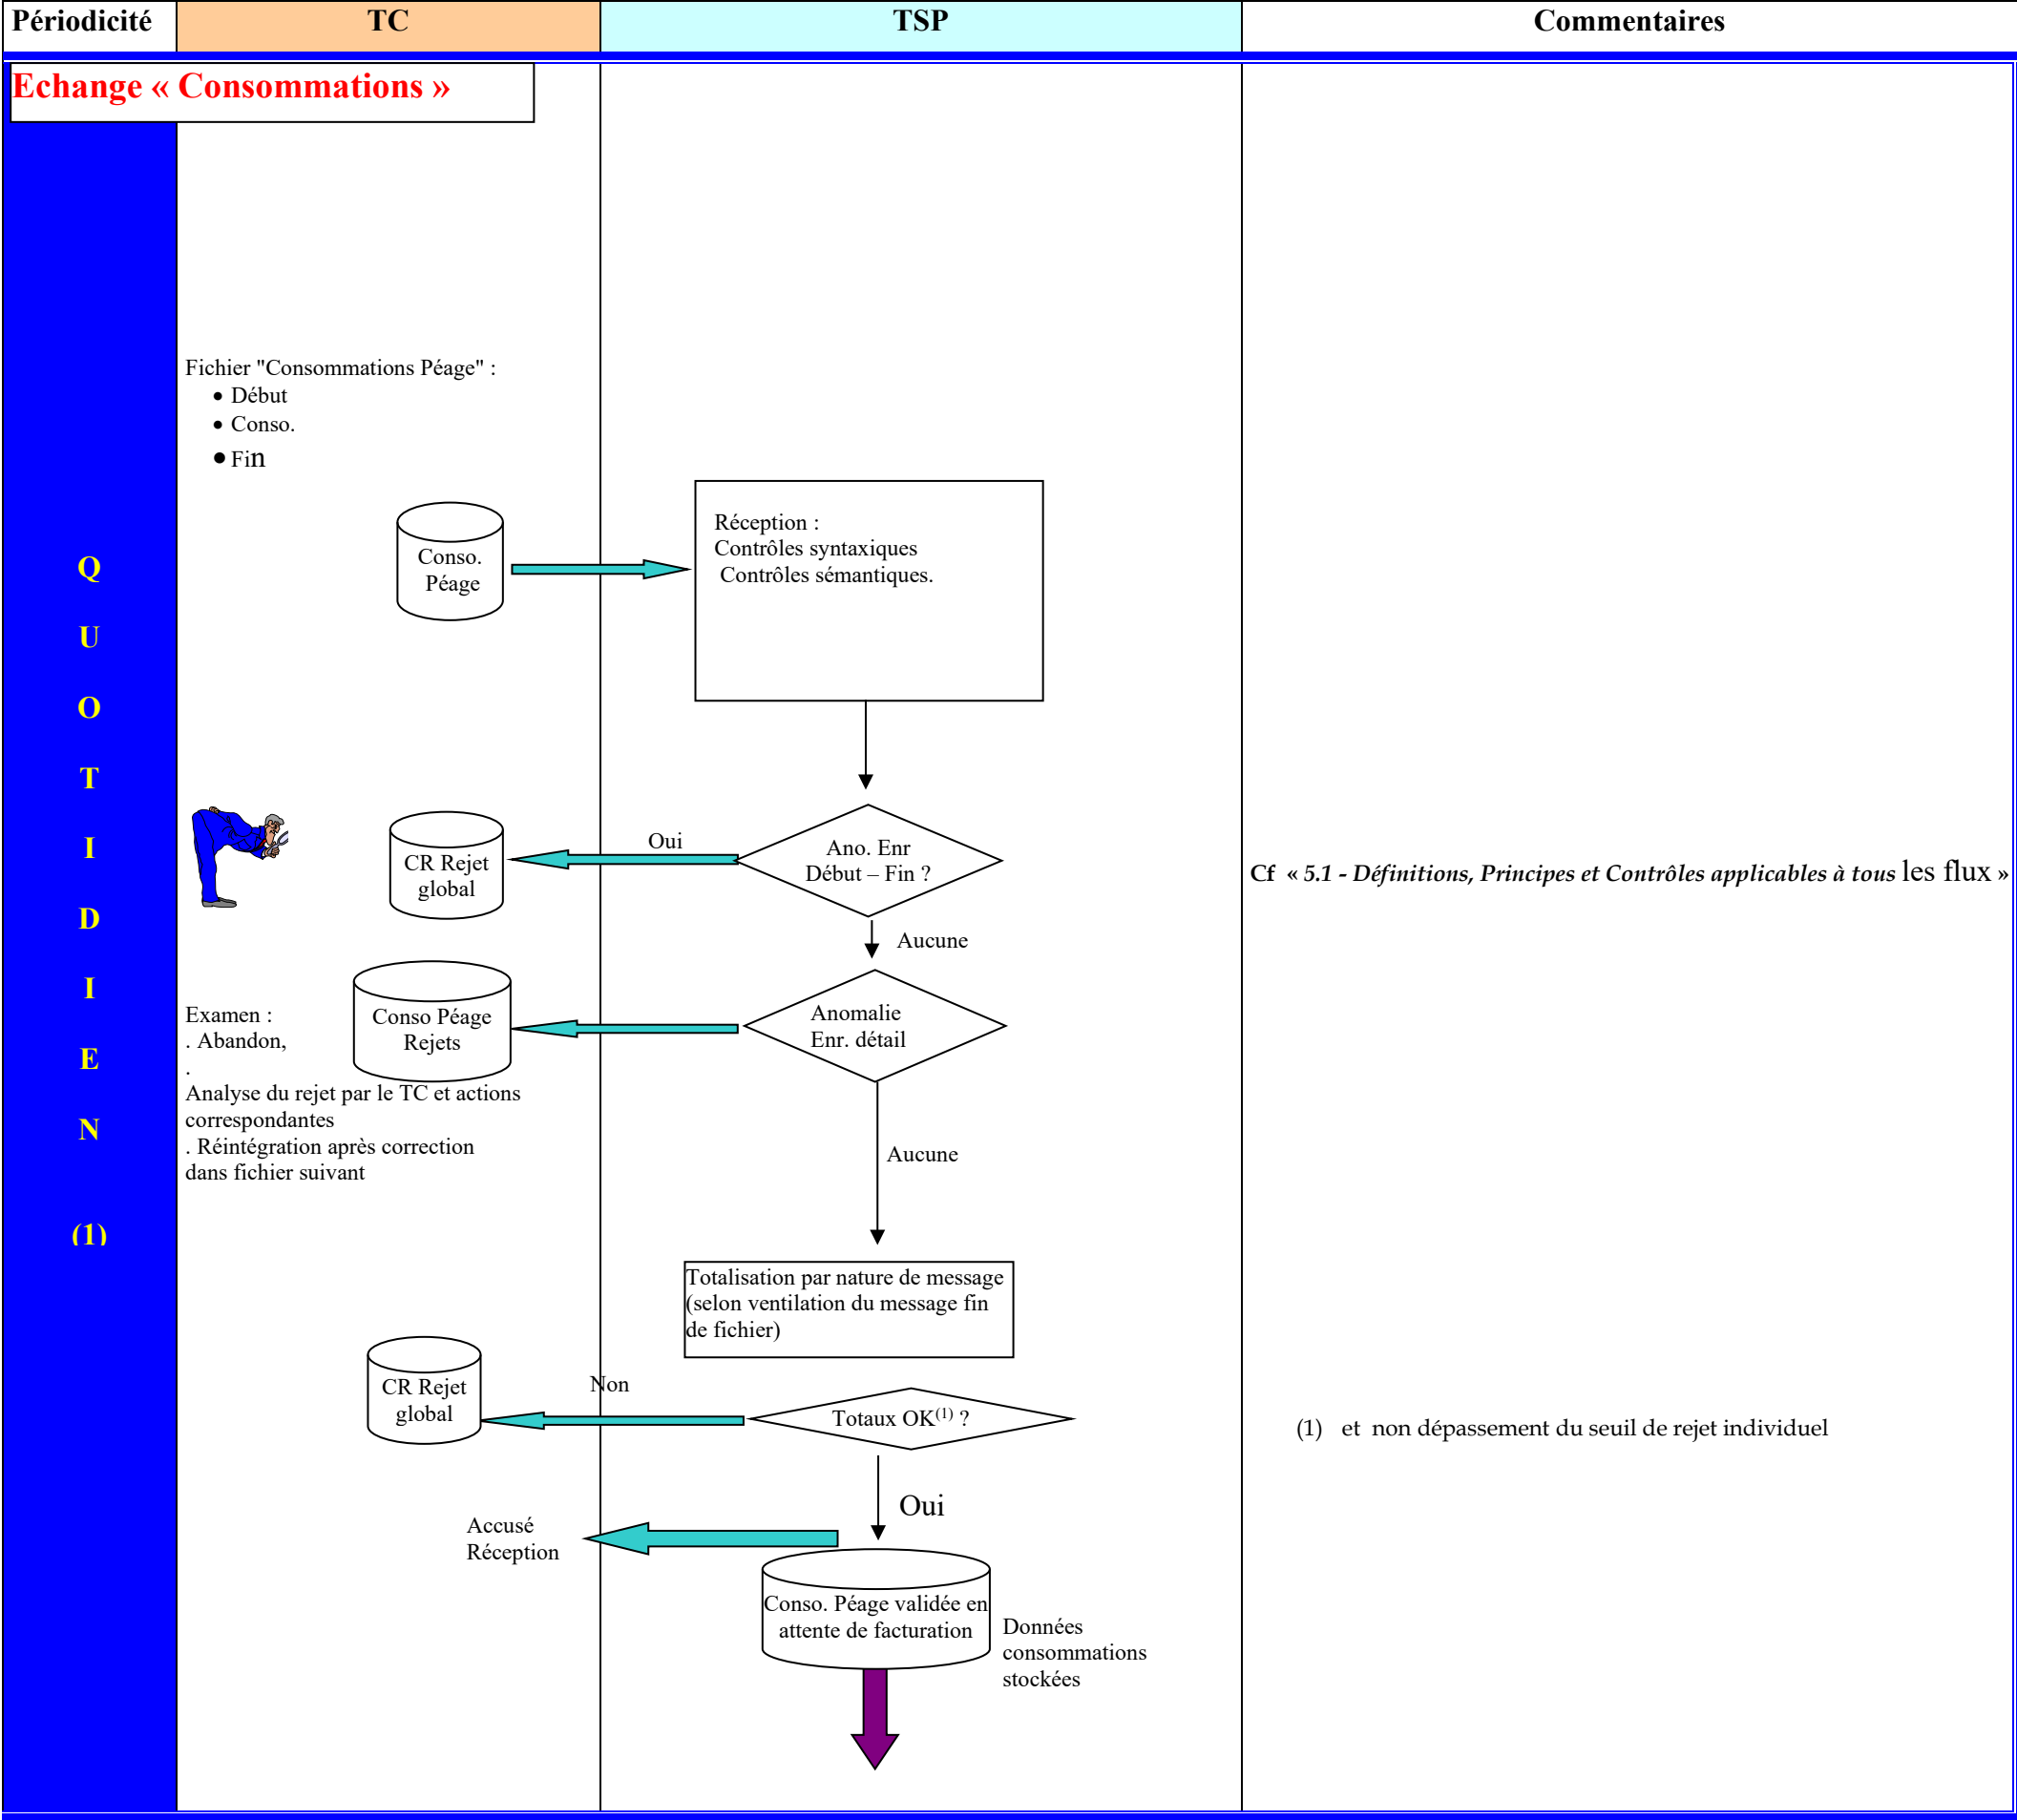 Périodicité TC TSP Commentaires
Echange « Consommations »
Q
U
O
T
I
D
I
E
N
(1)
Fichier "Consommations Péage" :
• Début
• Conso.
• Fin
Conso.
Péage
Réception :
Contrôles syntaxiques
Contrôles sémantiques.
CR Rejet
global
Oui
Ano. Enr
Début – Fin ?
Cf « 5.1 - Définitions, Principes et Contrôles applicables à tous les flux »
Aucune
Examen :
. Abandon,
.
Analyse du rejet par le TC et actions
correspondantes
. Réintégration après correction
dans fichier suivant
Conso Péage
Rejets
Anomalie
Enr. détail
Aucune
Totalisation par nature de message
(selon ventilation du message fin
de fichier)
CR Rejet
global
Non
Totaux OK(1) ?
(1) et non dépassement du seuil de rejet individuel
Oui
Accusé
Réception
Conso. Péage validée en
attente de facturation
Données
consommations
stockées